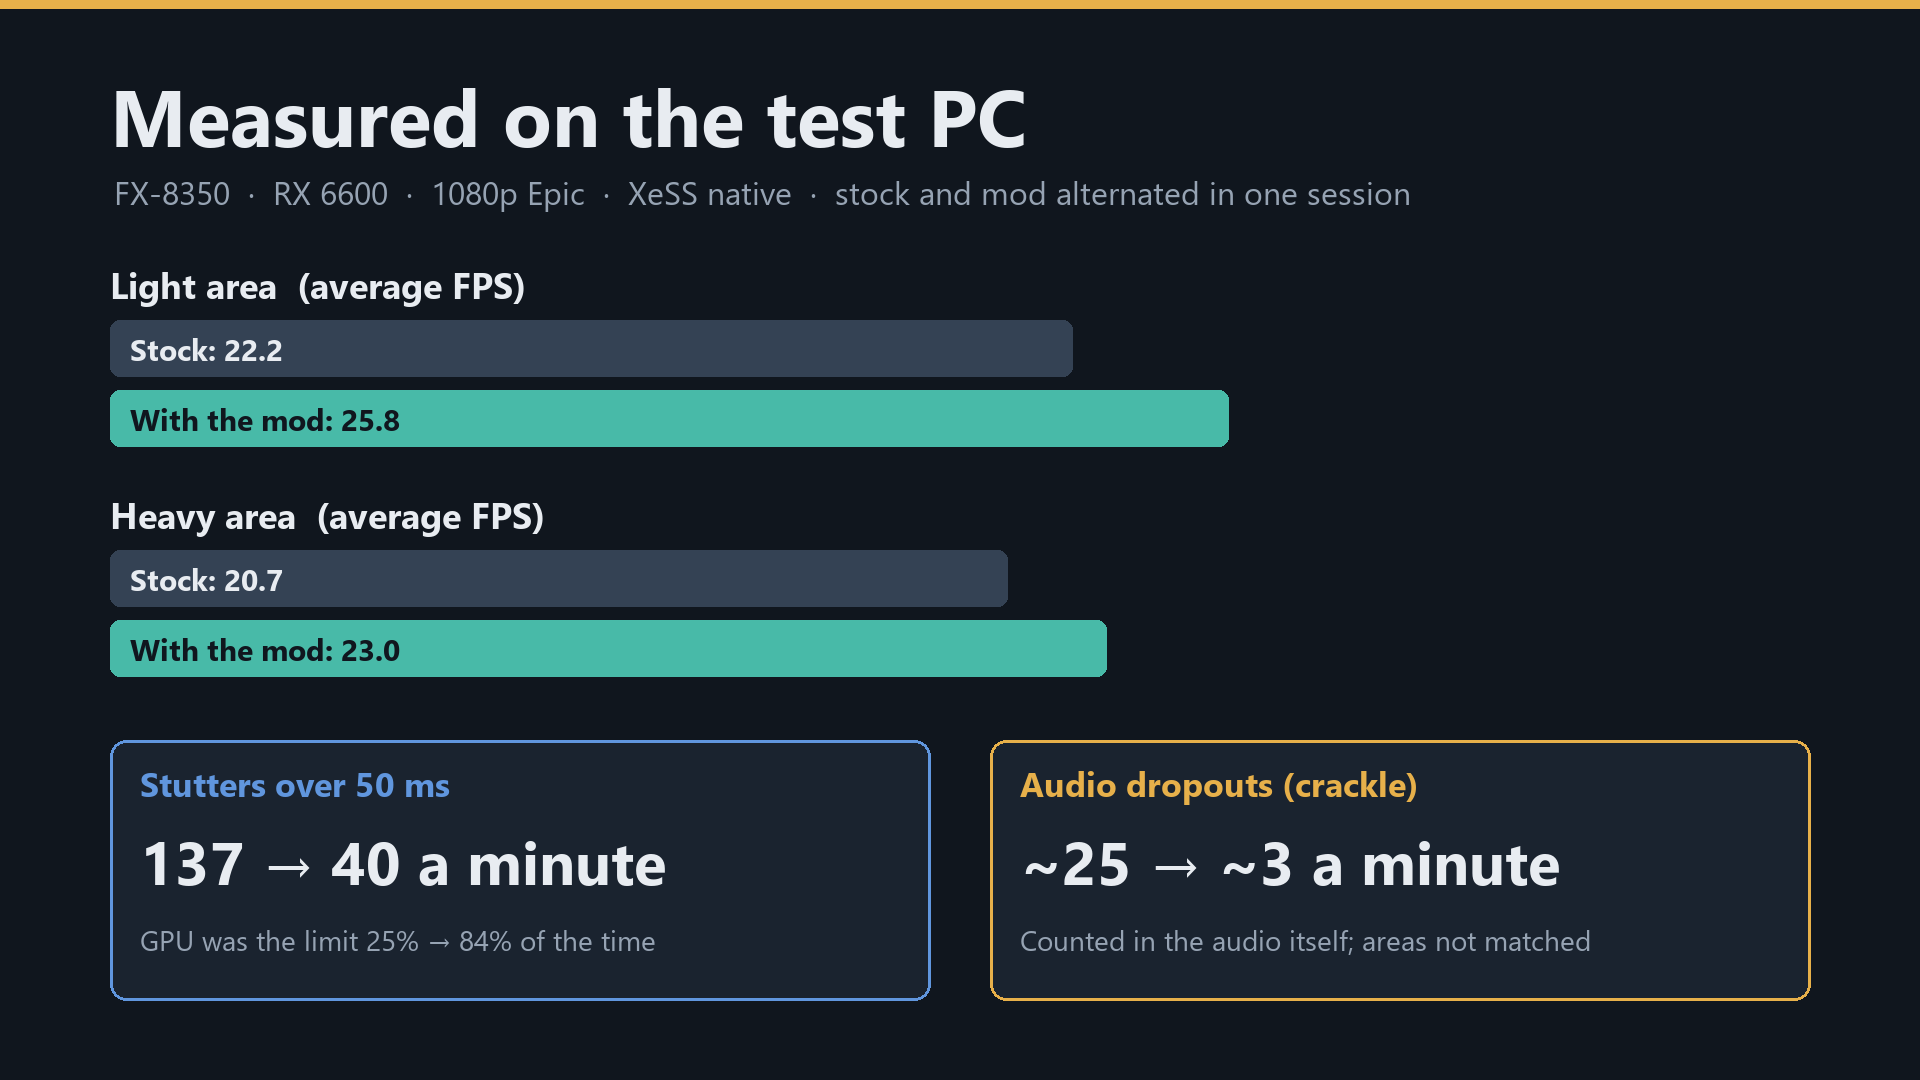 Measured on the test PC
FX-8350 · RX 6600 · 1080p Epic · XeSS native · stock and mod alternated in one session
Light area (average FPS)
Stock: 22.2
With the mod: 25.8
Heavy area (average FPS)
Stock: 20.7
With the mod: 23.0
Stutters over 50 ms
137 → 40 a minute
GPU was the limit 25% → 84% of the time
Audio dropouts (crackle)
~25 → ~3 a minute
Counted in the audio itself; areas not matched